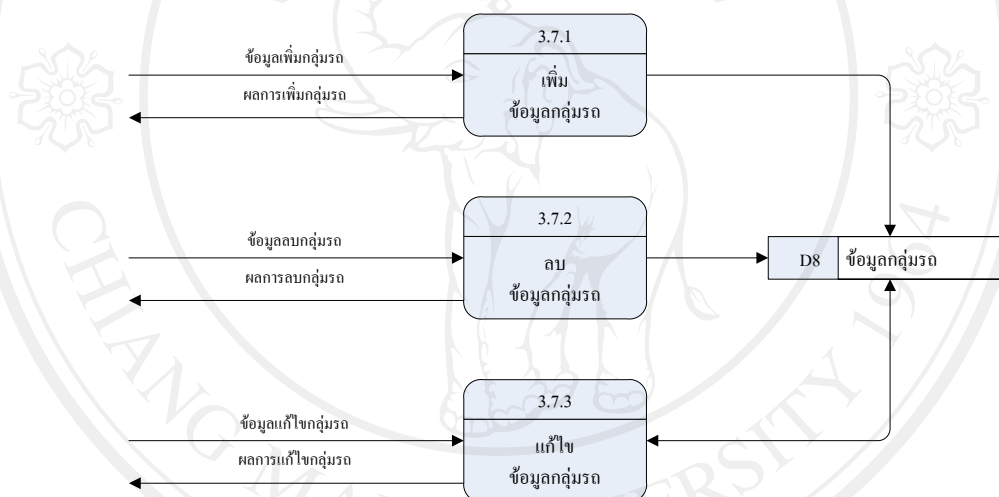 3.7.1
ข้อมูลเพิ่มกลุ่มรถ
เพิ่ม
ผลการเพิ่มกลุ่มรถ
ข้อมูลกลุ่มรถ
3.7.2
ข้อมูลลบกลุ่มรถ
ลบ
D8 ข้อมูลกลุ่มรถ
ผลการลบกลุ่มรถ
ข้อมูลกลุ่มรถ
3.7.3
ข้อมูลแก้ไขกลุ่มรถ
แก้ไข
ผลการแก้ไขกลุ่มรถ
ข้อมูลกลุ่มรถ
CHIANG MAI UNIVERSITY 1964